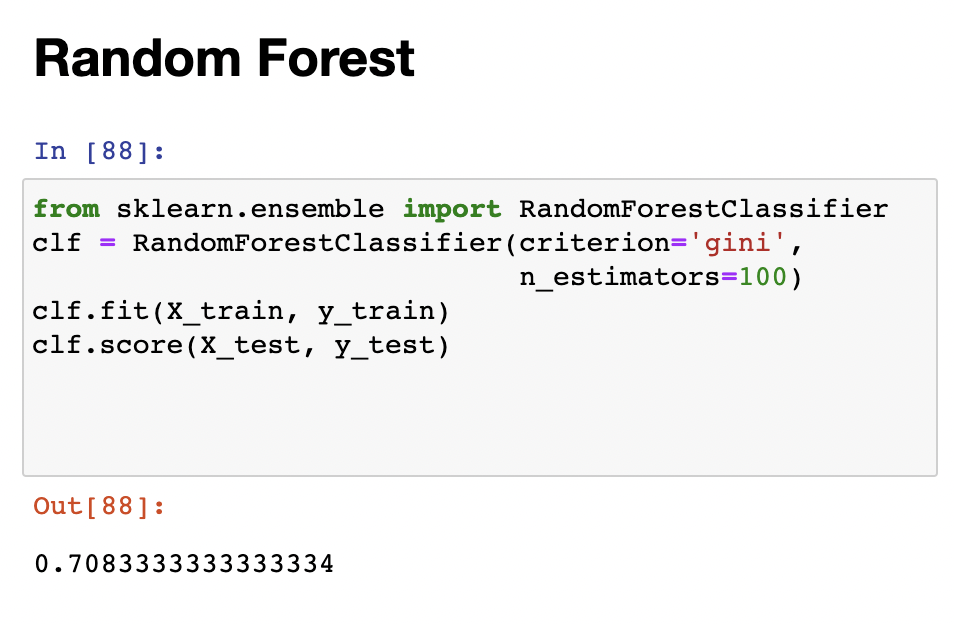 Random Forest
In [88]:
from sklearn.ensemble import RandomForestClassifier
clf = RandomForestClassifier(criterion='gini',
                             n_estimators=100)
clf.fit(X_train, y_train)
clf.score(X_test, y_test)
Out[88]:
0.7083333333333334